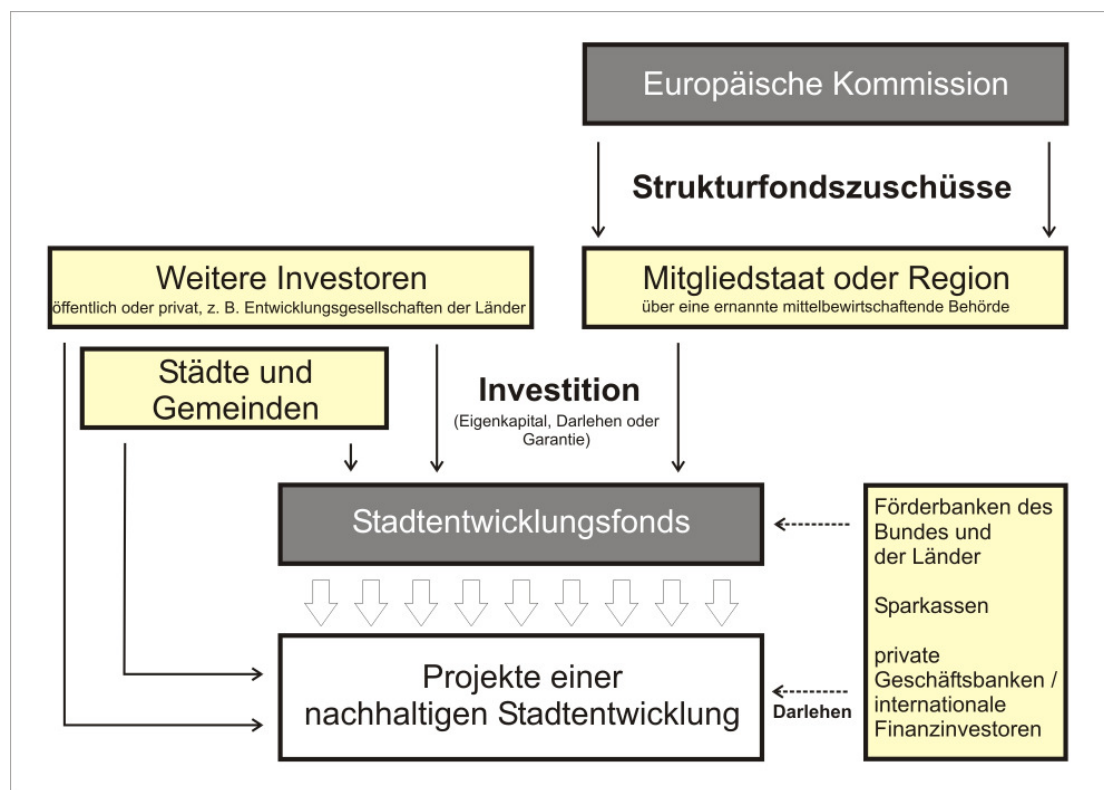 Europäische Kommission
Strukturfondszuschüsse
Weitere Investoren
öffentlich oder privat, z. B. Entwicklungsgesellschaften der Länder
Mitgliedstaat oder Region
über eine ernannte mittelbewirtschaftende Behörde
Städte und
Gemeinden
Investition
(Eigenkapital, Darlehen oder
Garantie)
Stadtentwicklungsfonds
Förderbanken des
Bundes und
der Länder
Sparkassen
private
Geschäftsbanken /
internationale
Finanzinvestoren
Projekte einer
nachhaltigen Stadtentwicklung
Darlehen